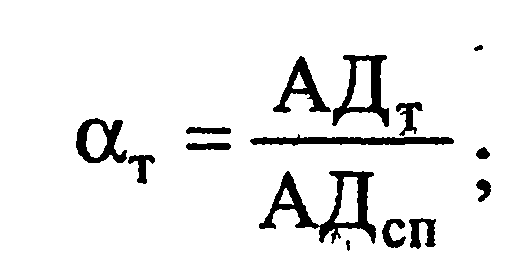 αт = АДт / АДсп ;